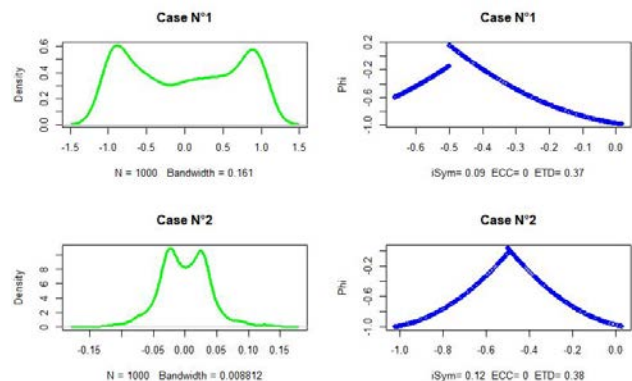 Case N°1
Density
0.0 0.2 0.4 0.6
-1.5 -1.0 -0.5 0.0 0.5 1.0 1.5
N = 1000 Bandwidth = 0.161
Case N°1
Phi
-1.0 -0.6 -0.2 0.2
-0.6 -0.5 -0.4 -0.3 -0.2 -0.1 0.0
iSym= 0.09 ECC= 0 ETD= 0.37
Case N°2
Density
0 2 4 6 8
-0.15 -0.05 0.00 0.05 0.10 0.15
N = 1000 Bandwidth = 0.008812
Case N°2
Phi
-1.0 -0.6 -0.2
-1.0 -0.8 -0.6 -0.4 -0.2 0.0
iSym= 0.12 ECC= 0 ETD= 0.38